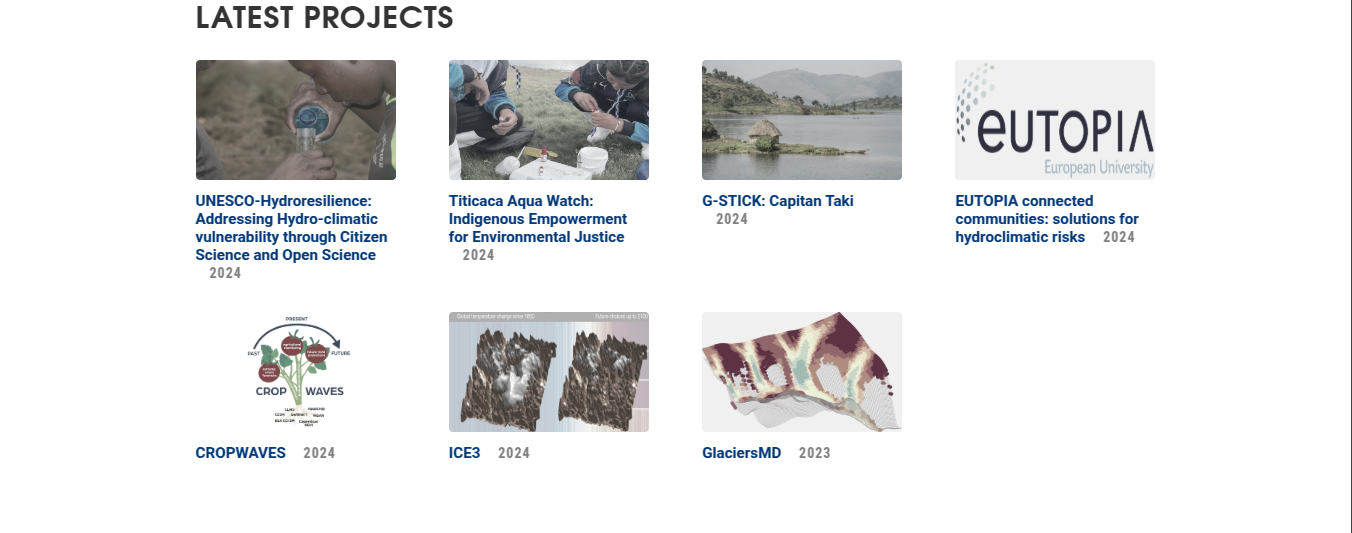 LATEST PROJECTS
eUTOPIA
European University
UNESCO-Hydroresilience:
Addressing Hydro-climatic
vulnerability through Citizen
Science and Open Science
2024
Titicaca Aqua Watch:
Indigenous Empowerment
for Environmental Justice
2024
G-STICK: Capitan Taki
2024
EUTOPIA connected
communities: solutions for
hydroclimatic risks 2024
PRESENT
PAST
FUTURE
CROP WAVES
Global temperature change since 1850 Future choices up to 2100
CROPWAVES 2024
ICE3 2024
GlaciersMD 2023